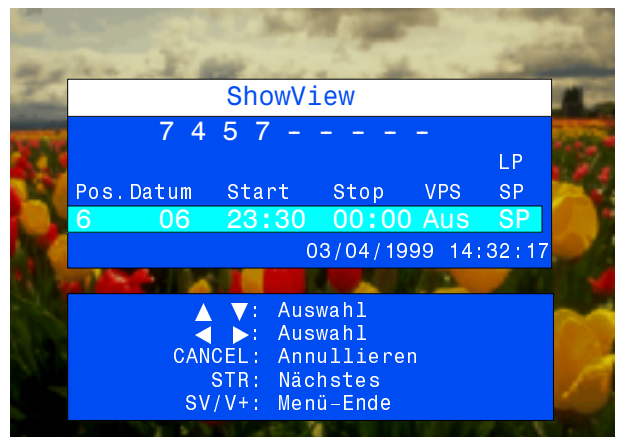 ShowView
7 4 5 7 - - - - -
LP
Pos. Datum Start Stop VPS SP
6 06 23:30 00:00 Aus SP
03/04/1999 14:32:17
▲ ▼: Auswahl
◀ ▶: Auswahl
CANCEL: Annullieren
STR: Nächstes
SV/V+: Menü-Ende